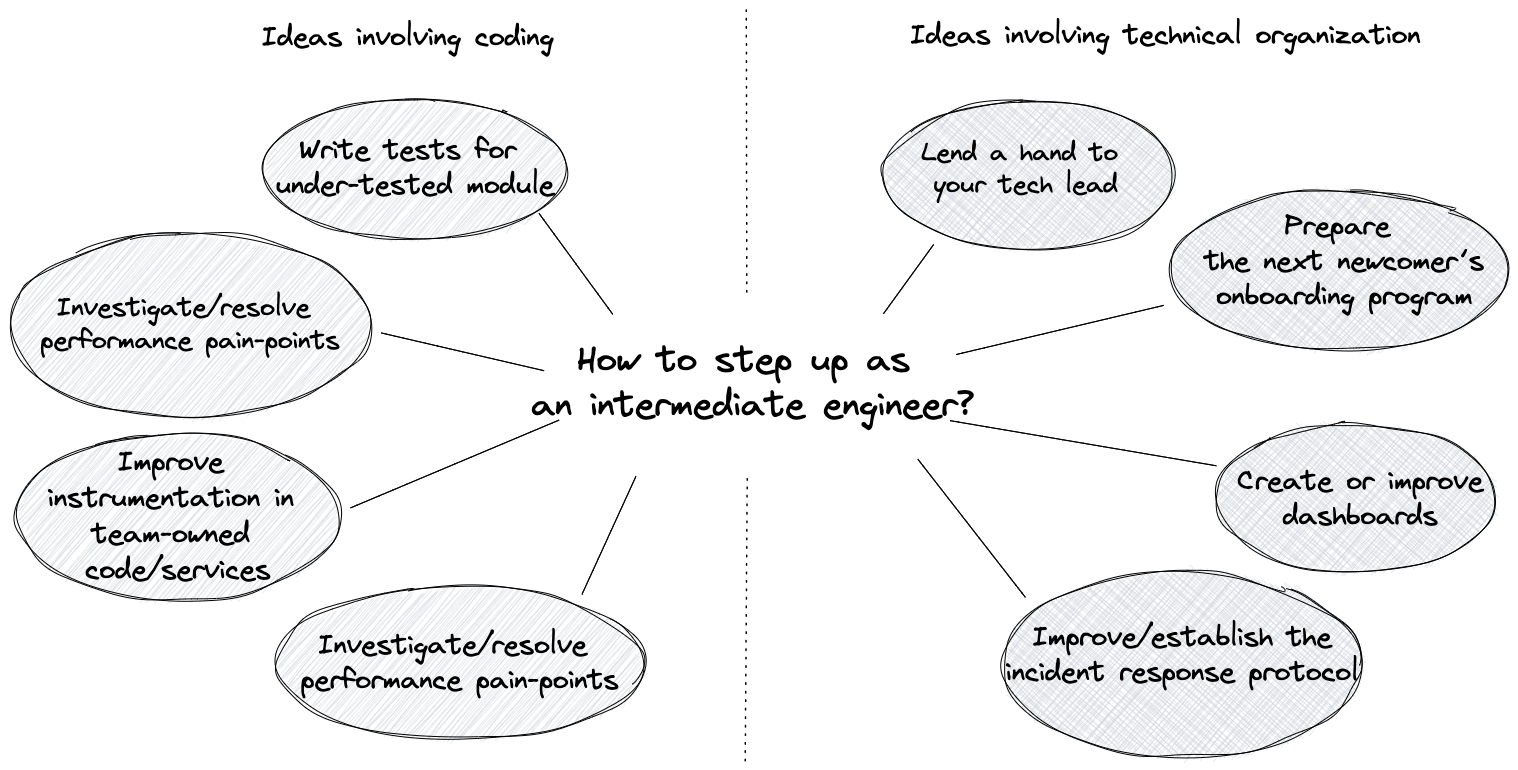 Ideas involving coding
Ideas involving technical organization
Write tests for
under-tested module
Lend a hand to
your tech lead
Prepare
the next newcomer's
onboarding program
Investigate/resolve
performance pain-points
How to step up as
an intermediate engineer?
Improve
instrumentation in
team-owned
code/services
Create or improve
dashboards
Investigate/resolve
performance pain-points
Improve/establish the
incident response protocol